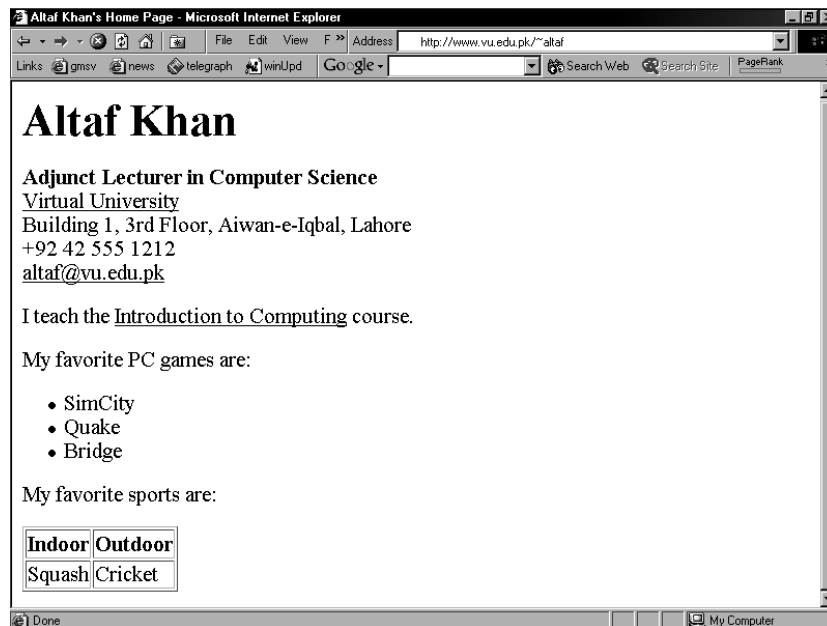 Altaf Khan's Home Page - Microsoft Internet Explorer
File Edit View F » Address http://www.vu.edu.pk/~altaf
Links gmsv news telegraph winUpd Google Search Web Search Site PageRank
Altaf Khan
Adjunct Lecturer in Computer Science
Virtual University
Building 1, 3rd Floor, Aiwan-e-Iqbal, Lahore
+92 42 555 1212
altaf@vu.edu.pk
I teach the Introduction to Computing course.
My favorite PC games are:
• SimCity
• Quake
• Bridge
My favorite sports are:
Indoor Outdoor
Squash Cricket
Done My Computer